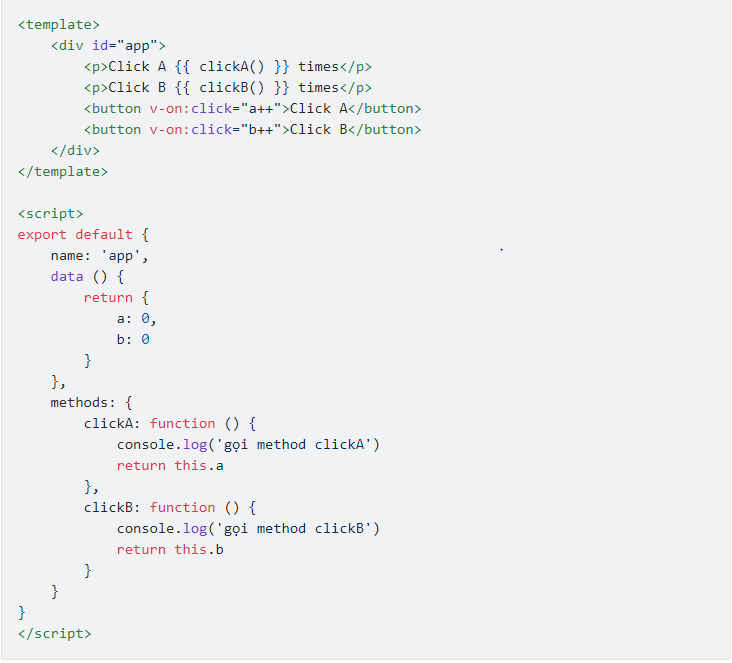 <template>
    <div id="app">
        <p>Click A {{ clickA() }} times</p>
        <p>Click B {{ clickB() }} times</p>
        <button v-on:click="a++">Click A</button>
        <button v-on:click="b++">Click B</button>
    </div>
</template>

<script>
export default {
    name: 'app',
    data () {
        return {
            a: 0,
            b: 0
        }
    },
    methods: {
        clickA: function () {
            console.log('gọi method clickA')
            return this.a
        },
        clickB: function () {
            console.log('gọi method clickB')
            return this.b
        }
    }
}
</script>